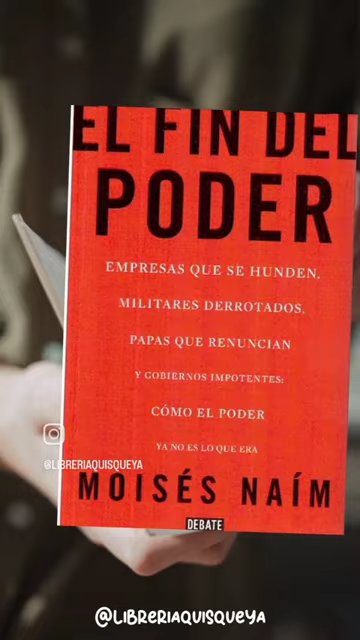 EL FIN DEL
PODER
EMPRESAS QUE SE HUNDEN,
MILITARES DERROTADOS,
PAPAS QUE RENUNCIAN
Y GOBIERNOS IMPOTENTES:
CÓMO EL PODER
YA NO ES LO QUE ERA
@LIBRERIAQUISQUEYA
MOISÉS NAÍM
DEBATE
@LIBRERIAQUISQUEYA